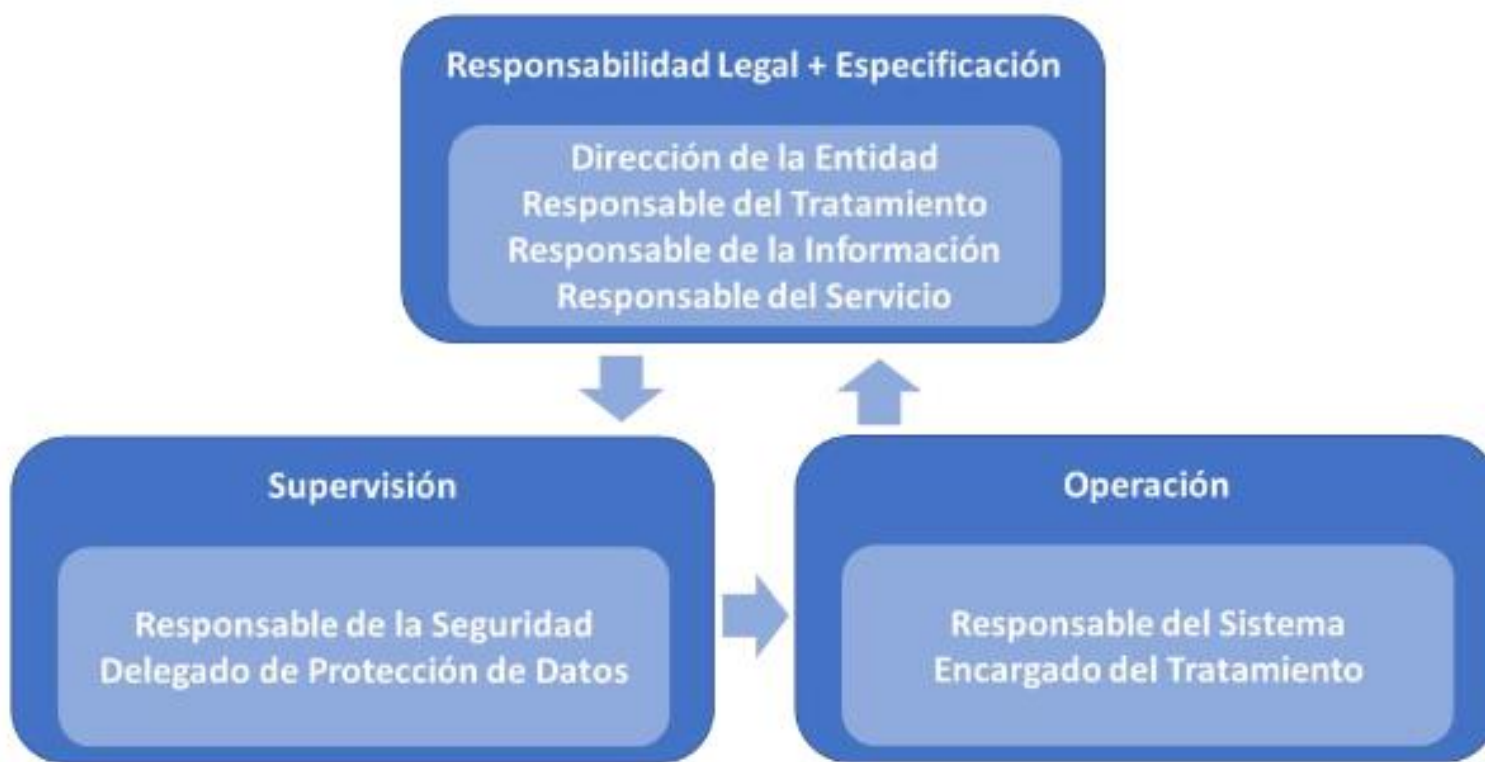 Responsabilidad Legal + Especificación
Dirección de la Entidad
Responsable del Tratamiento
Responsable de la Información
Responsable del Servicio
Supervisión
Responsable de la Seguridad
Delegado de Protección de Datos
Operación
Responsable del Sistema
Encargado del Tratamiento